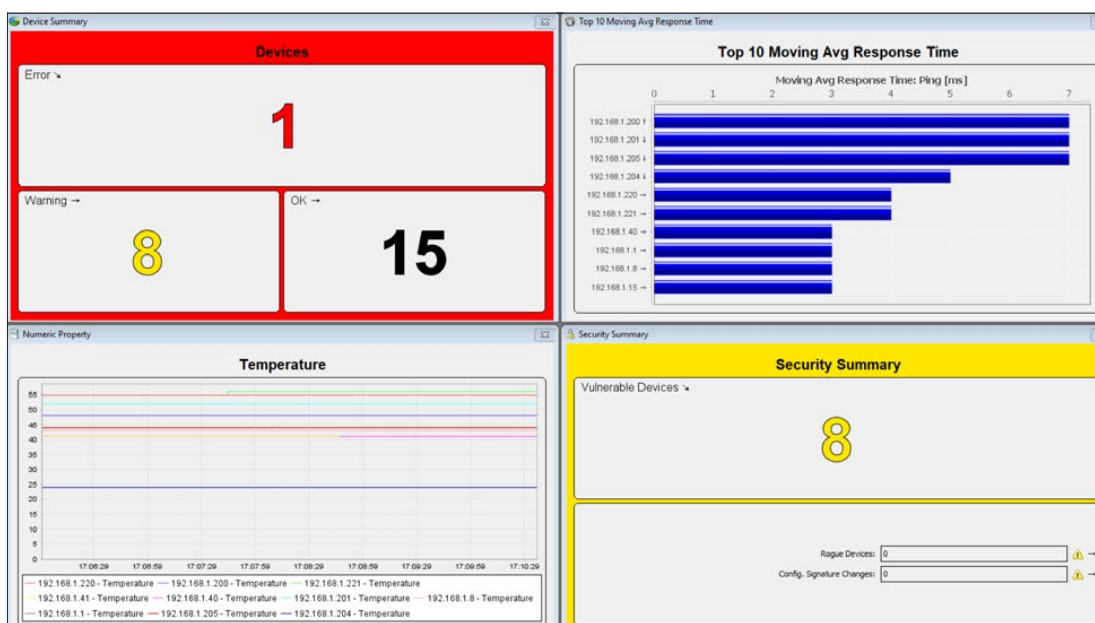 Device Summary
Devices
Error ↘
1
Warning →
8
OK →
15
Top 10 Moving Avg Response Time
Top 10 Moving Avg Response Time
Moving Avg Response Time: Ping [ms]
0 1 2 3 4 5 6 7
192.168.1.200 ↑
192.168.1.201 ↓
192.168.1.205 ↓
192.168.1.204 ↓
192.168.1.220 →
192.168.1.221 →
192.168.1.40 →
192.168.1.1 →
192.168.1.8 →
192.168.1.15 →
Numeric Property
Temperature
55
50
45
40
35
30
25
20
15
10
5
0
17:06:29 17:06:59 17:07:29 17:07:59 17:08:29 17:08:59 17:09:29 17:09:59 17:10:29
192.168.1.220 - Temperature 192.168.1.200 - Temperature 192.168.1.221 - Temperature
192.168.1.41 - Temperature 192.168.1.40 - Temperature 192.168.1.201 - Temperature 192.168.1.8 - Temperature
192.168.1.1 - Temperature 192.168.1.205 - Temperature 192.168.1.204 - Temperature
Security Summary
Security Summary
Vulnerable Devices ↘
8
Rogue Devices: 0 →
Config. Signature Changes: 0 →